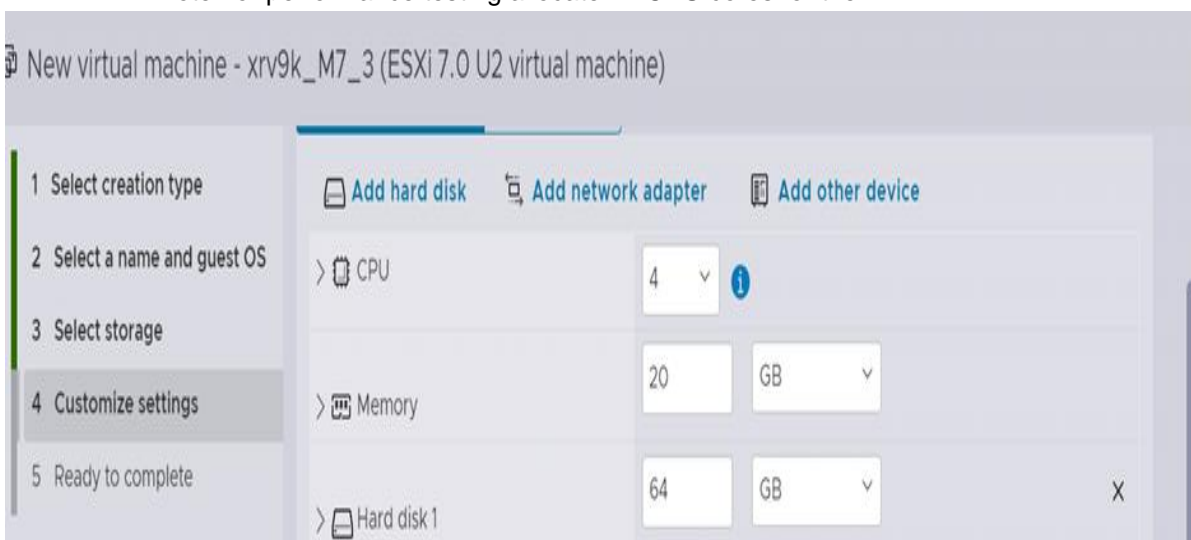 New virtual machine - xrv9k_M7_3 (ESXi 7.0 U2 virtual machine)
1 Select creation type
2 Select a name and guest OS
3 Select storage
4 Customize settings
5 Ready to complete
Add hard disk Add network adapter Add other device
CPU 4
Memory 20 GB
Hard disk 1 64 GB X